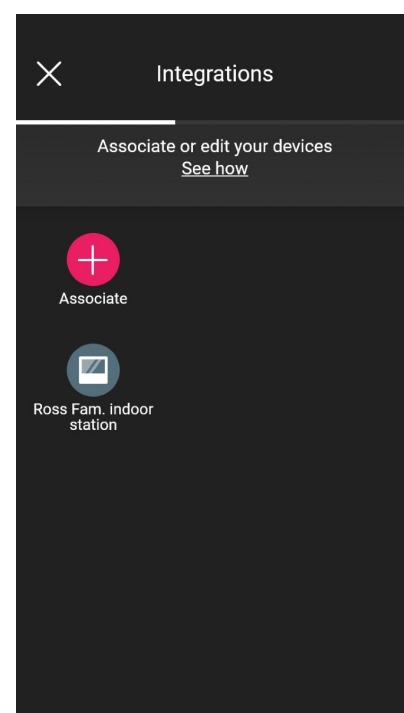 Integrations
Associate or edit your devices
See how
Associate
Ross Fam. indoor
station